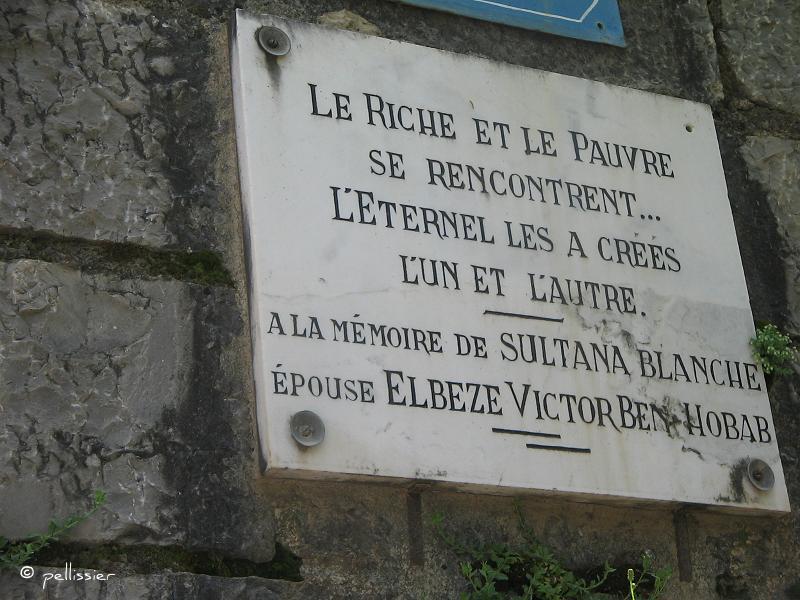 LE RICHE ET LE PAUVRE
SE RENCONTRENT...
L'ÉTERNEL LES A CRÉÉS
L'UN ET L'AUTRE.
A LA MÉMOIRE DE SULTANA BLANCHE
ÉPOUSE ELBEZE VICTOR BEN-HOBAB
© pellissier